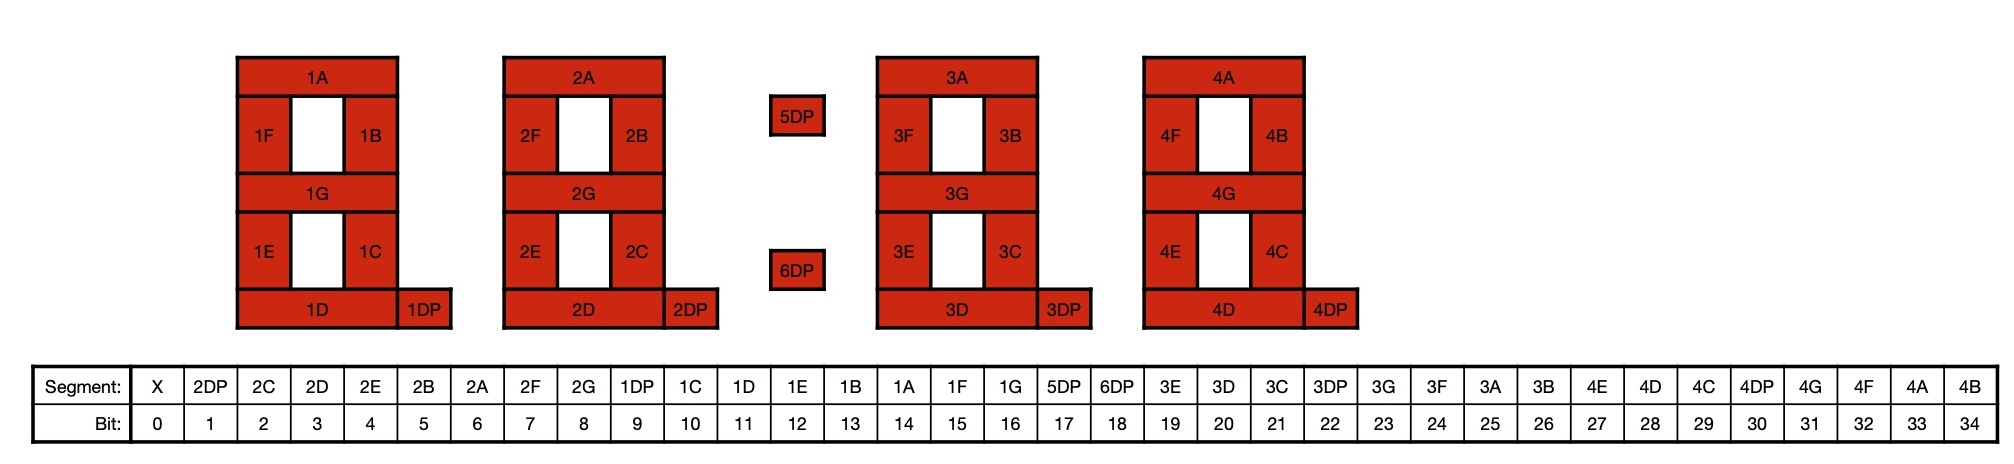 1A 2A 3A 4A
5DP
1F 1B 2F 2B 3F 3B 4F 4B
1G 2G 3G 4G
1E 1C 2E 2C 3E 3C 4E 4C
6DP
1D 1DP 2D 2DP 3D 3DP 4D 4DP
Segment: X 2DP 2C 2D 2E 2B 2A 2F 2G 1DP 1C 1D 1E 1B 1A 1F 1G 5DP 6DP 3E 3D 3C 3DP 3G 3F 3A 3B 4E 4D 4C 4DP 4G 4F 4A 4B
Bit: 0 1 2 3 4 5 6 7 8 9 10 11 12 13 14 15 16 17 18 19 20 21 22 23 24 25 26 27 28 29 30 31 32 33 34